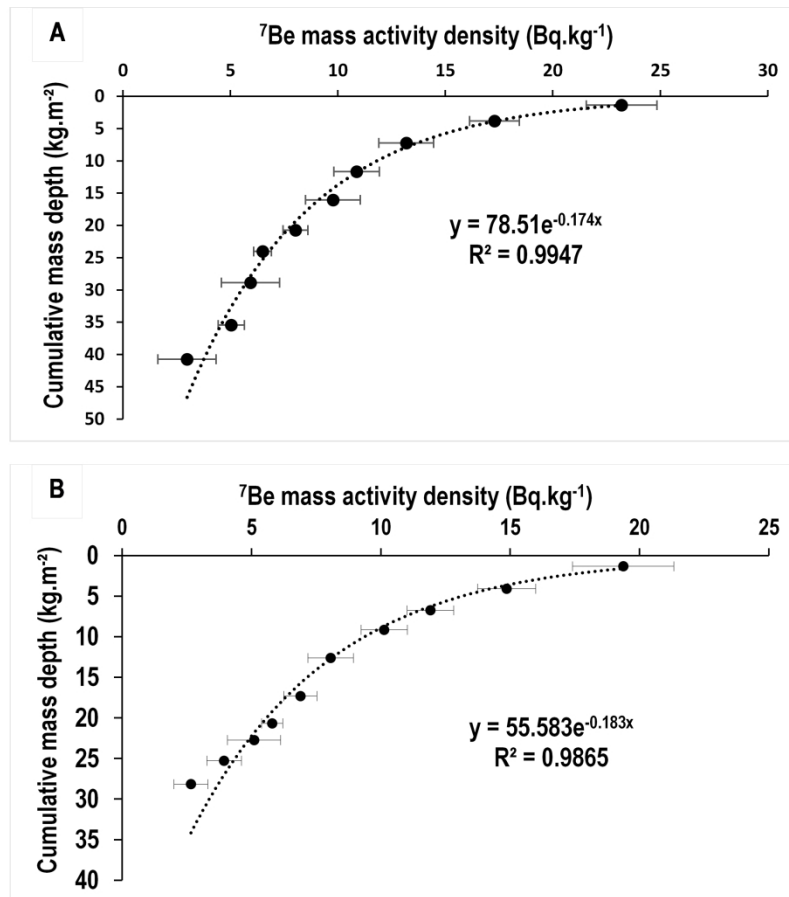 A
⁷Be mass activity density (Bq.kg⁻¹)
0 5 10 15 20 25 30
Cumulative mass depth (kg.m⁻²)
0
5
10
15
20
25
30
35
40
45
50
y = 78.51e⁻⁰·¹⁷⁴ˣ
R² = 0.9947
B
⁷Be mass activity density (Bq.kg⁻¹)
0 5 10 15 20 25
Cumulative mass depth (kg.m⁻²)
0
5
10
15
20
25
30
35
40
y = 55.583e⁻⁰·¹⁸³ˣ
R² = 0.9865